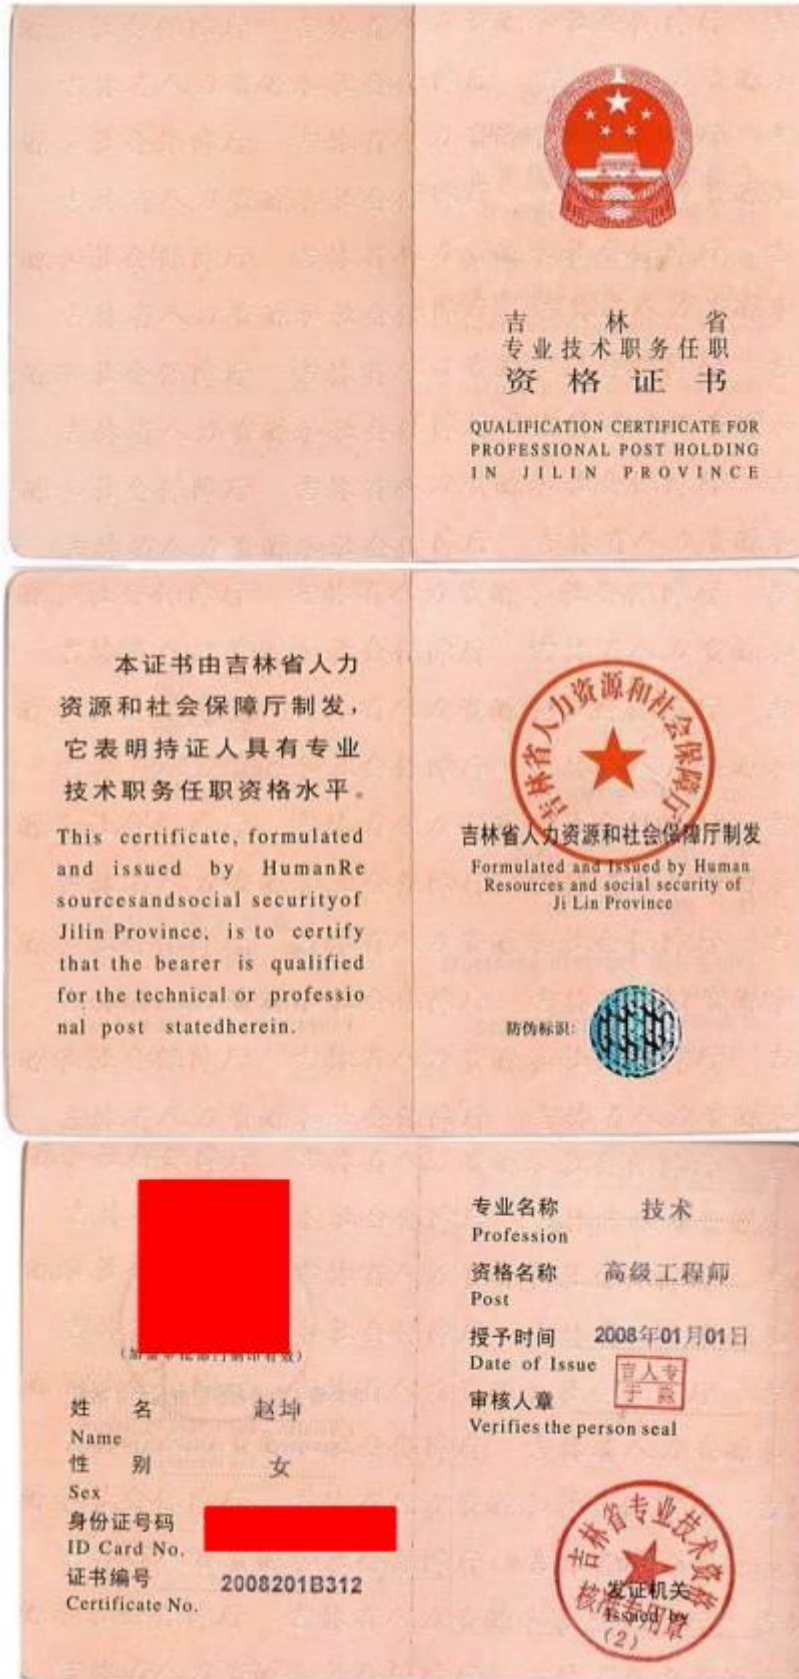 吉林省
专业技术职务任职
资格证书
QUALIFICATION CERTIFICATE FOR
PROFESSIONAL POST HOLDING
IN JILIN PROVINCE
本证书由吉林省人力
资源和社会保障厅制发，
它表明持证人具有专业
技术职务任职资格水平。
This certificate, formulated
and issued by HumanRe
sourcesandsocial securityof
Jilin Province, is to certify
that the bearer is qualified
for the technical or professio
nal post statedherein.
吉林省人力资源和社会保障厅
吉林省人力资源和社会保障厅制发
Formulated and Issued by Human
Resources and social security of
Ji Lin Province
防伪标识:
姓名 赵坤
Name
性别 女
Sex
身份证号码
ID Card No.
证书编号 2008201B312
Certificate No.
专业名称 技术
Profession
资格名称 高级工程师
Post
授予时间 2008年01月01日
Date of Issue
审核人章
Verifies the person seal
吉林省专业技术资格
核准专用章
(2)
发证机关
Issued by